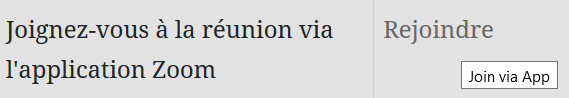 Joignez-vous à la réunion via
l'application Zoom
Rejoindre
Join via App